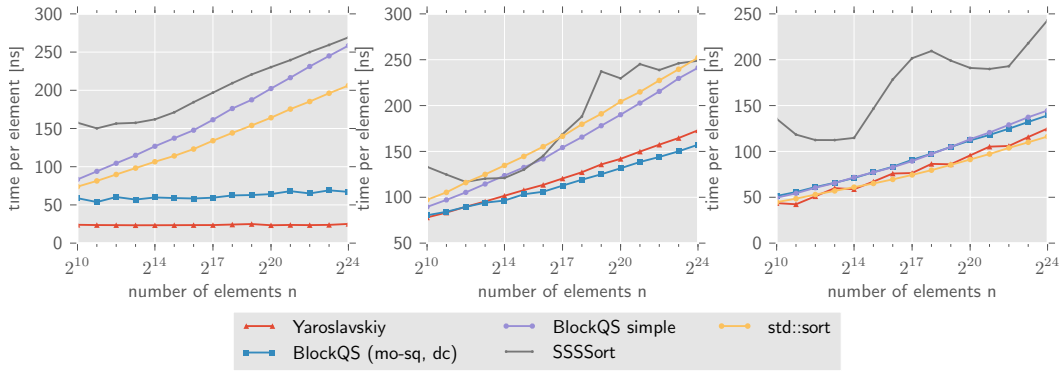 300
250
200
150
100
50
0
time per element [ns]
2^10 2^14 2^17 2^20 2^24
number of elements n
300
250
200
150
100
50
time per element [ns]
2^10 2^14 2^17 2^20 2^24
number of elements n
250
200
150
100
50
0
time per element [ns]
2^10 2^14 2^17 2^20 2^24
number of elements n
Yaroslavskiy BlockQS simple std::sort
BlockQS (mo-sq, dc) SSSSort